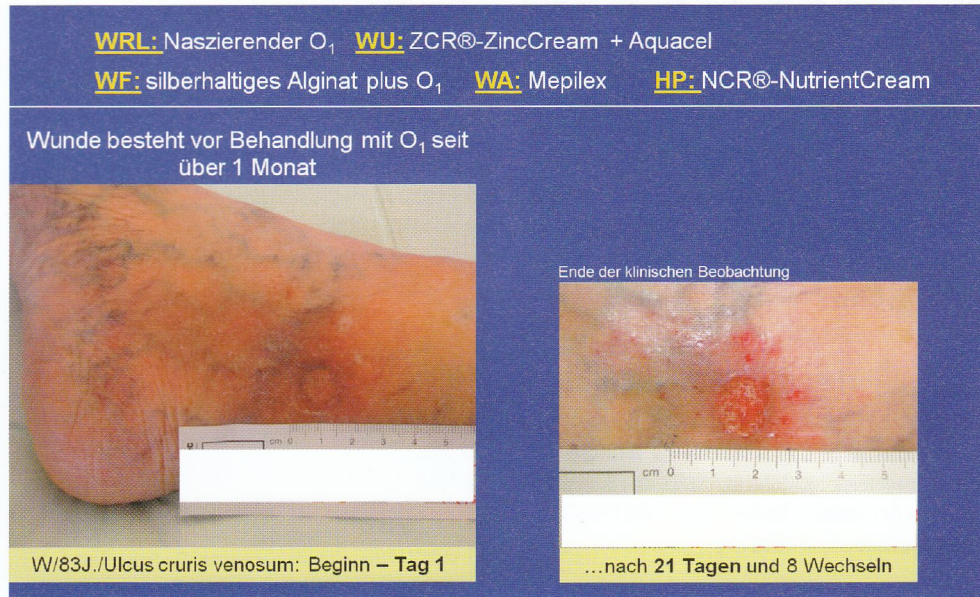 WRL: Naszierender O₁ WU: ZCR®-ZincCream + Aquacel
WF: silberhaltiges Alginat plus O₁ WA: Mepilex HP: NCR®-NutrientCream
Wunde besteht vor Behandlung mit O₁ seit
über 1 Monat
Ende der klinischen Beobachtung
cm 0 1 2 3 4 5
cm 0 1 2 3 4 5
W/83J./Ulcus cruris venosum: Beginn – Tag 1
...nach 21 Tagen und 8 Wechseln